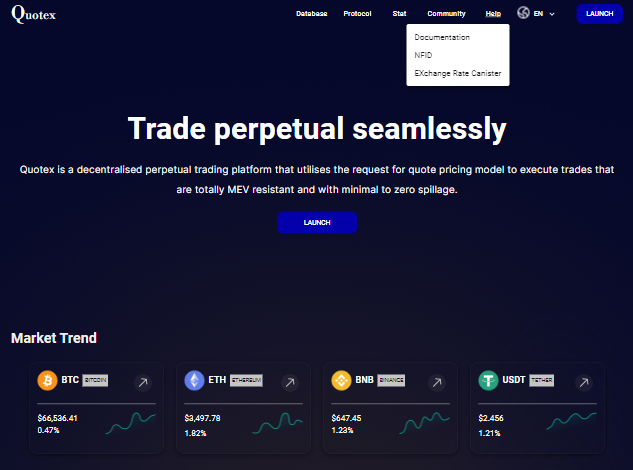 Quotex
Database Protocol Stat Community Help EN LAUNCH
Documentation
NFID
EXchange Rate Canister
Trade perpetual seamlessly
Quotex is a decentralised perpetual trading platform that utilises the request for quote pricing model to execute trades that
are totally MEV resistant and with minimal to zero spillage.
LAUNCH
Market Trend
BTC BITCOIN
$66,536.41
0.47%
ETH ETHEREUM
$3,497.78
1.82%
BNB BINANCE
$647.45
1.23%
USDT TETHER
$2.456
1.21%